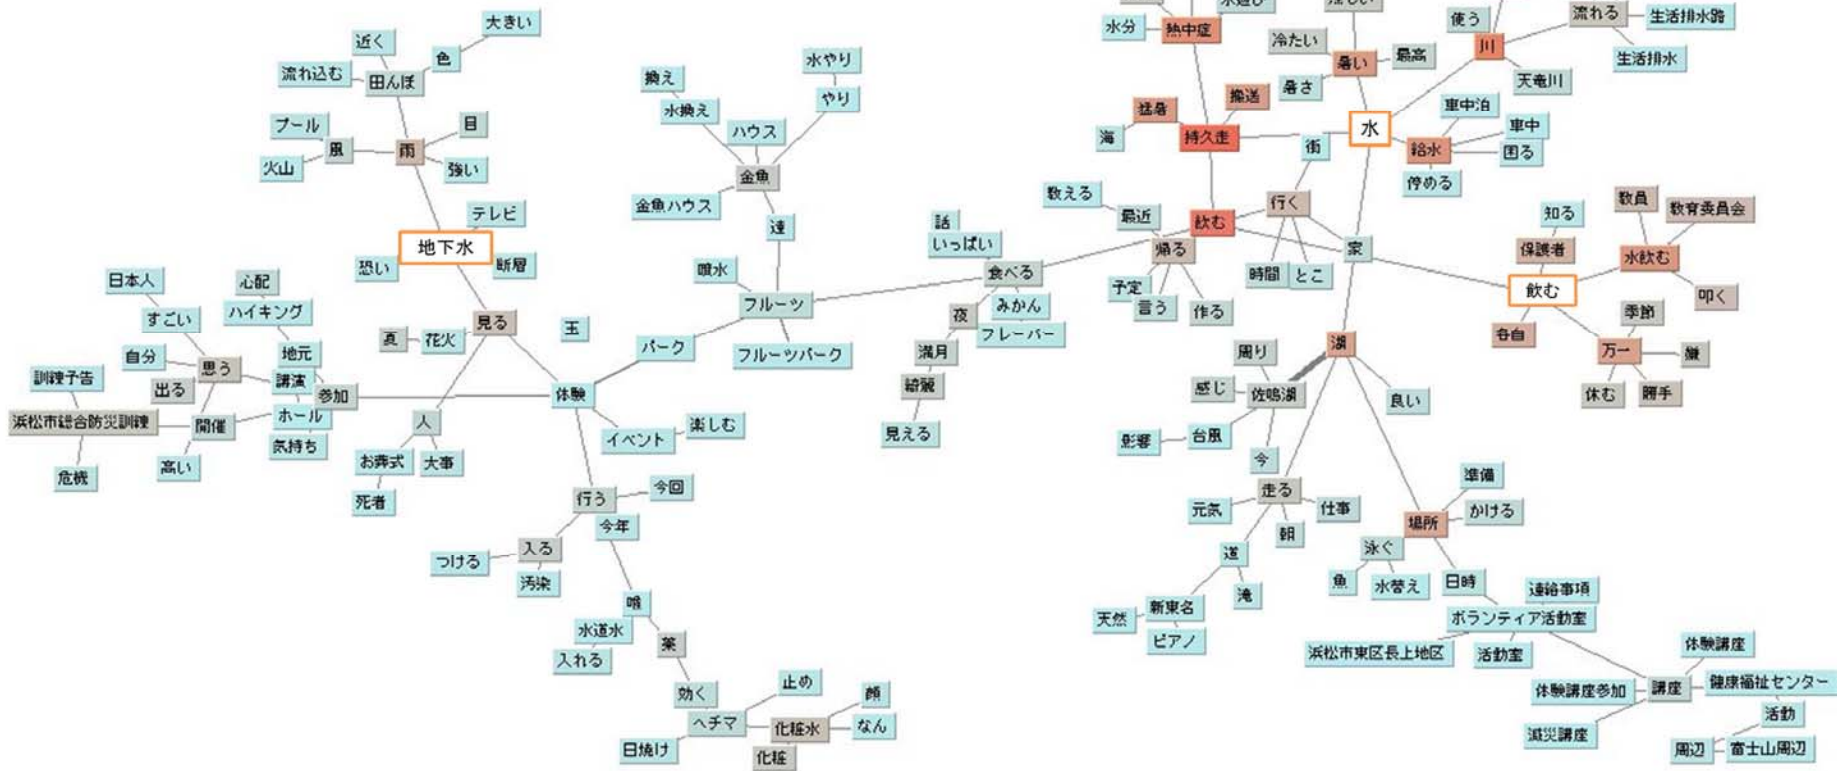 大きい
近く
色
流れ込む
田んぼ
プール
目
風
雨
火山
強い
テレビ
地下水
恐い
断層
日本人
心配
すごい
ハイキング
見る
夏
花火
玉
自分
思う
地元
訓練予告
出る
講演
参加
体験
浜松市総合防災訓練
開催
ホール
気持ち
高い
危機
人
お葬式
大事
死者
イベント
楽しむ
行う
今回
今年
入る
つける
汚染
喉
水道水
入れる
薬
効く
ヘチマ
止め
化粧水
顔
なん
日焼け
化粧
換え
水換え
水やり
やり
ハウス
金魚
金魚ハウス
達
噴水
フルーツ
パーク
フルーツパーク
話
いっぱい
食べる
みかん
夜
フレーバー
満月
綺麗
見える
水分
熱中症
冷たい
暑い
最高
暑さ
使う
川
流れる
生活排水路
生活排水
天竜川
猛暑
搬送
海
持久走
水
車中泊
車中
給水
困る
停める
街
教える
最近
飲む
行く
帰る
家
時間
とこ
予定
言う
作る
知る
教員
教育委員会
保護者
水飲む
飲む
叩く
各自
季節
万一
休む
勝手
湖
周り
感じ
佐鳴湖
良い
影響
台風
今
走る
元気
仕事
朝
道
滝
新東名
天然
ピアノ
準備
場所
かける
泳ぐ
魚
水替え
日時
連絡事項
ボランティア活動室
浜松市東区長上地区
活動室
体験講座
体験講座参加
講座
健康福祉センター
減災講座
活動
周辺
富士山周辺